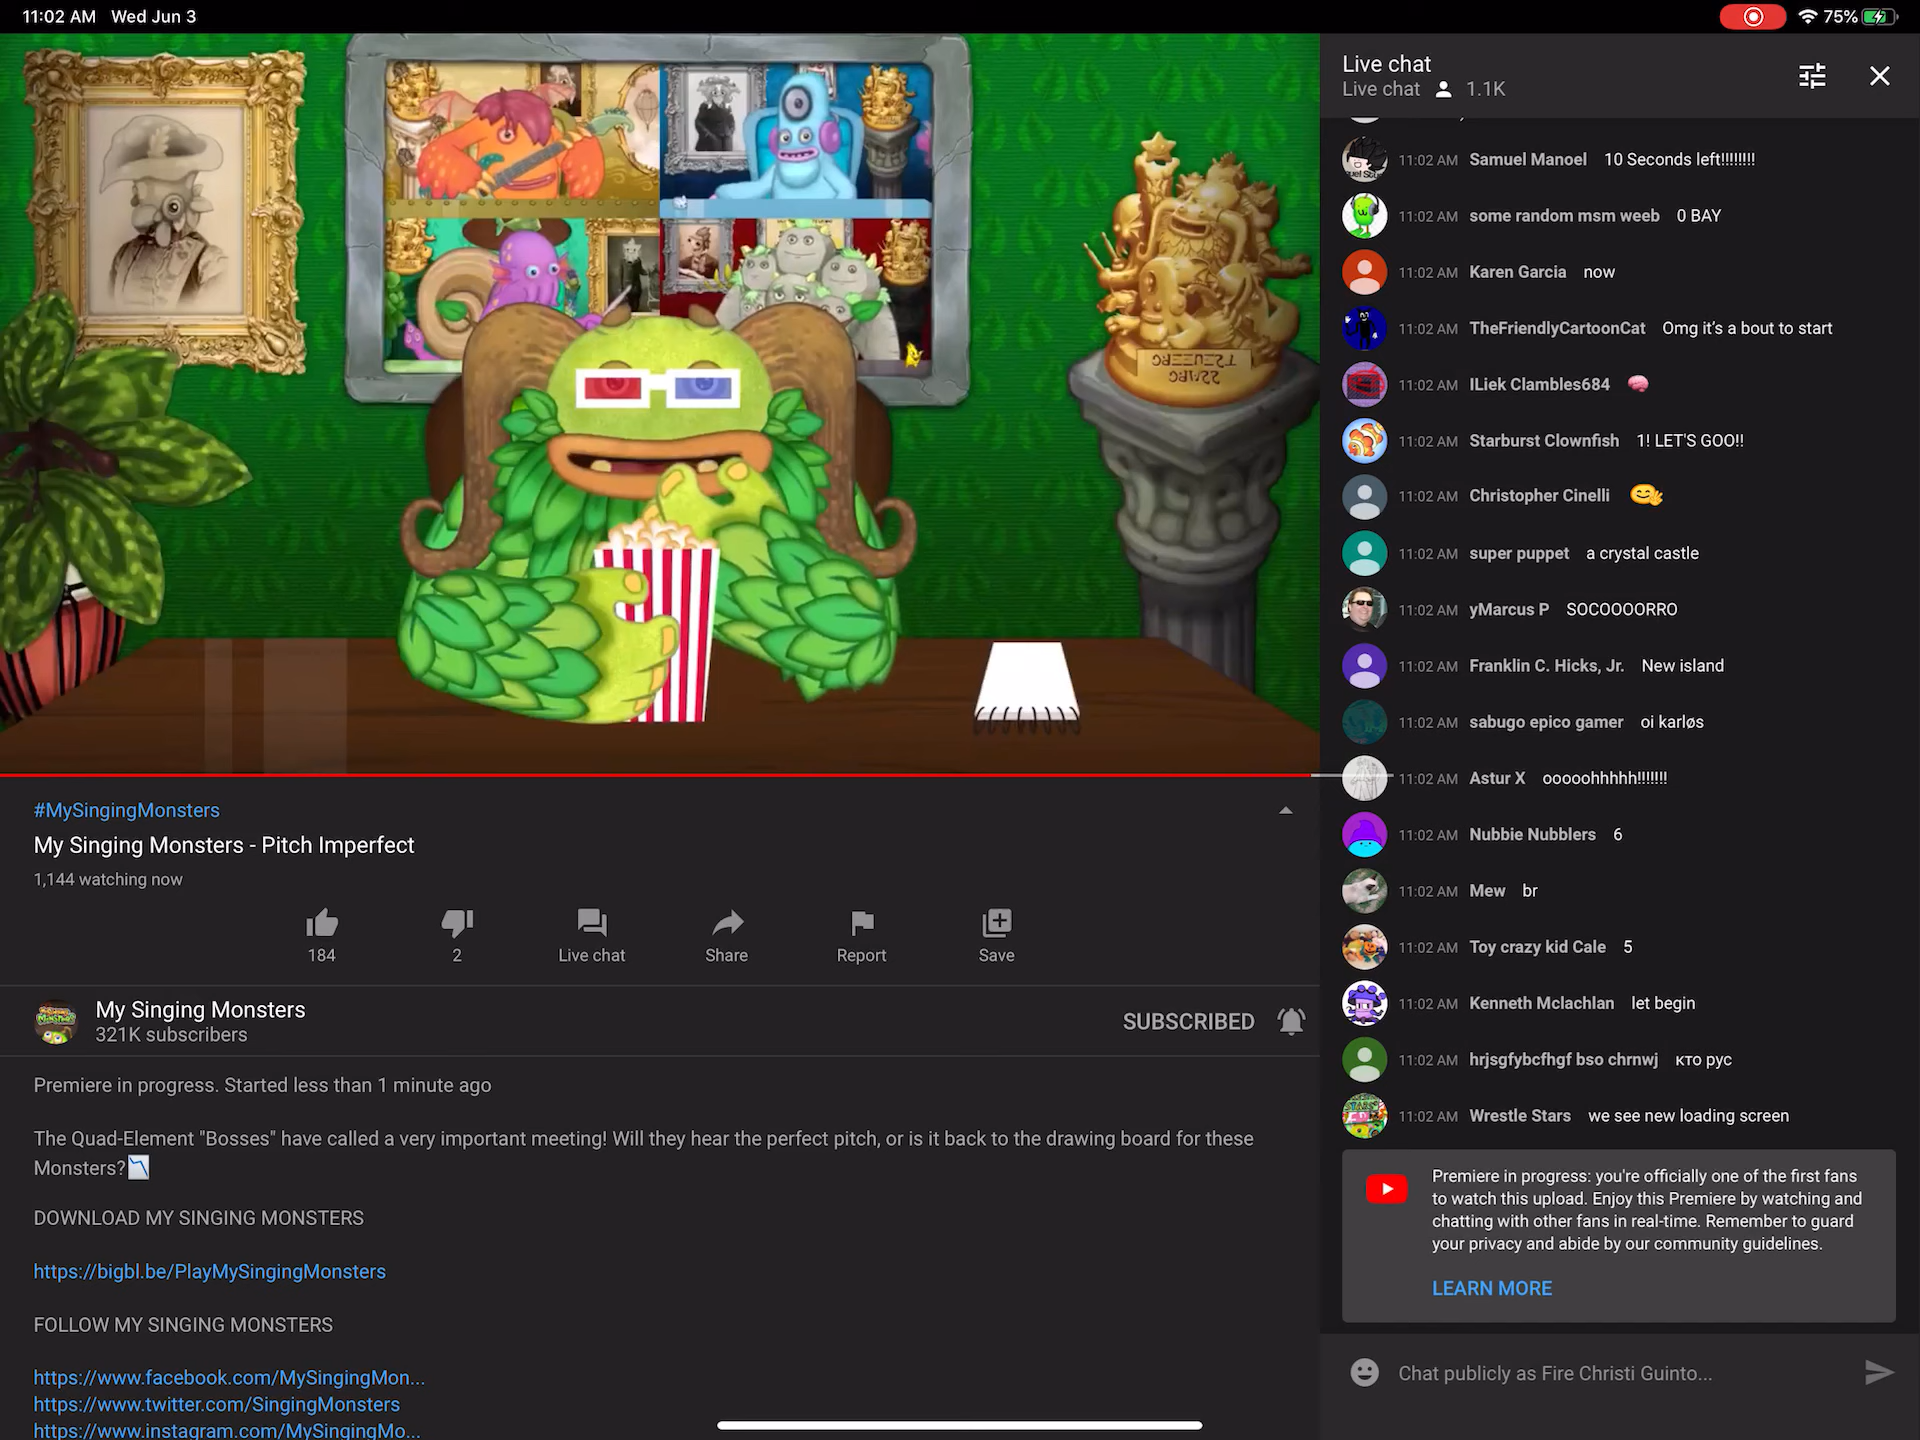 11:02 AM Wed Jun 3
75%
#MySingingMonsters
My Singing Monsters - Pitch Imperfect
1,144 watching now
184
2
Live chat
Share
Report
Save
My Singing Monsters
321K subscribers
SUBSCRIBED
Premiere in progress. Started less than 1 minute ago
The Quad-Element "Bosses" have called a very important meeting! Will they hear the perfect pitch, or is it back to the drawing board for these
Monsters?
DOWNLOAD MY SINGING MONSTERS
https://bigbl.be/PlayMySingingMonsters
FOLLOW MY SINGING MONSTERS
https://www.facebook.com/MySingingMon...
https://www.twitter.com/SingingMonsters
https://www.instagram.com/MySingingMo...
Live chat
Live chat 1.1K
11:02 AM Samuel Manoel 10 Seconds left!!!!!!!!
11:02 AM some random msm weeb 0 BAY
11:02 AM Karen Garcia now
11:02 AM TheFriendlyCartoonCat Omg it's a bout to start
11:02 AM ILiek Clambles684 🧠
11:02 AM Starburst Clownfish 1! LET'S GOO!!
11:02 AM Christopher Cinelli
11:02 AM super puppet a crystal castle
11:02 AM yMarcus P SOCOOOORRO
11:02 AM Franklin C. Hicks, Jr. New island
11:02 AM sabugo epico gamer oi karløs
11:02 AM Astur X ooooohhhhh!!!!!!!
11:02 AM Nubbie Nubblers 6
11:02 AM Mew br
11:02 AM Toy crazy kid Cale 5
11:02 AM Kenneth Mclachlan let begin
11:02 AM hrjsgfybcfhgf bso chrnwj кто рус
11:02 AM Wrestle Stars we see new loading screen
Premiere in progress: you're officially one of the first fans
to watch this upload. Enjoy this Premiere by watching and
chatting with other fans in real-time. Remember to guard
your privacy and abide by our community guidelines.
LEARN MORE
Chat publicly as Fire Christi Guinto...